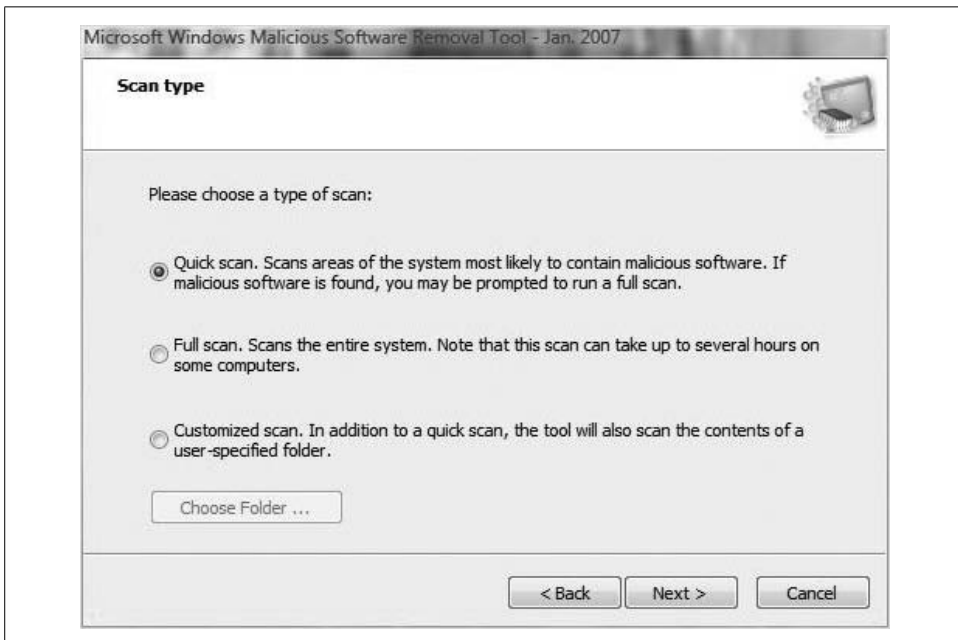 Microsoft Windows Malicious Software Removal Tool - Jan. 2007
Scan type
Please choose a type of scan:
Quick scan. Scans areas of the system most likely to contain malicious software. If
malicious software is found, you may be prompted to run a full scan.
Full scan. Scans the entire system. Note that this scan can take up to several hours on
some computers.
Customized scan. In addition to a quick scan, the tool will also scan the contents of a
user-specified folder.
Choose Folder ...
< Back
Next >
Cancel